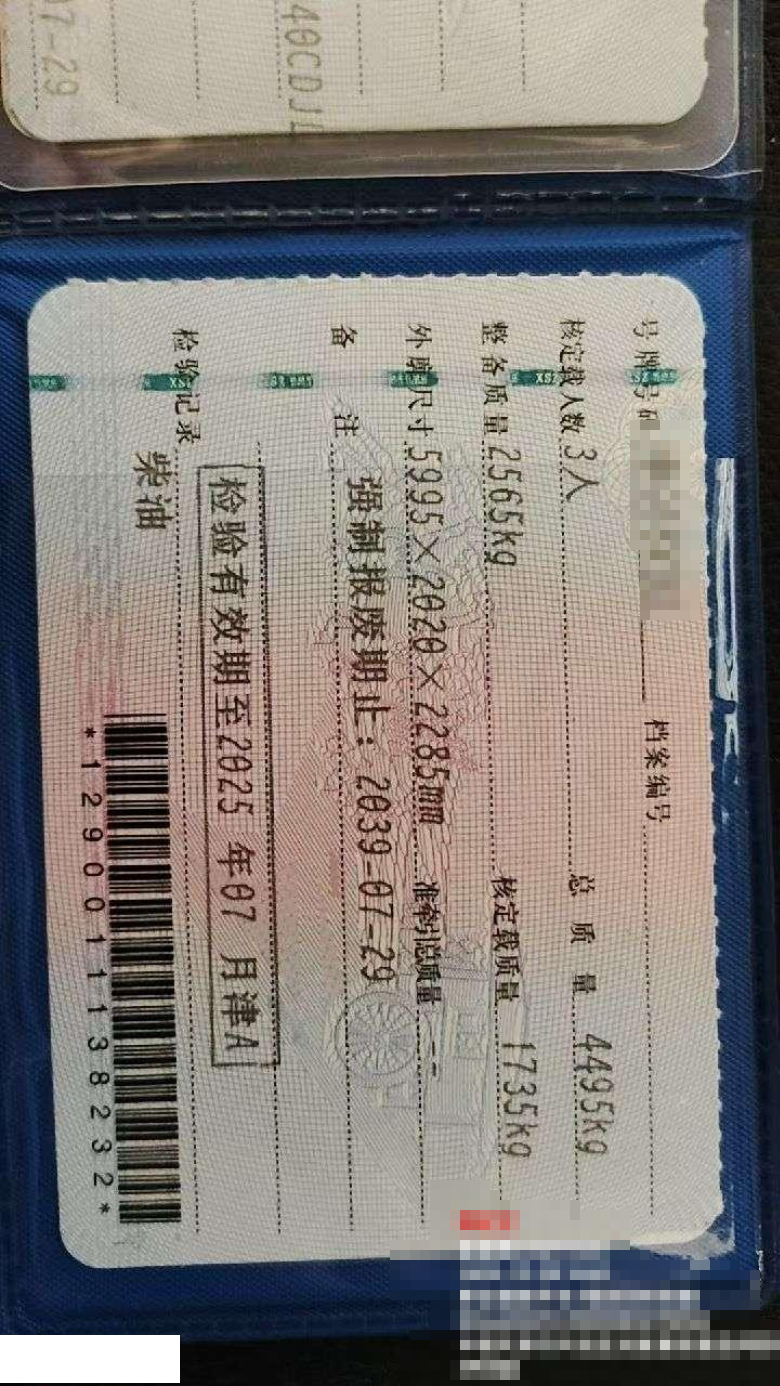 07-29
40CDJL
号牌号码 档案编号
核定载人数 3人 总质量 4495kg
整备质量 2565kg 核定载质量 1735kg
外廓尺寸 5995×2020×2285mm 准牵引总质量 --
备注 强制报废期止：2039-07-29
检验有效期至2025年07月津A
检验记录
柴油
*1290011138232*